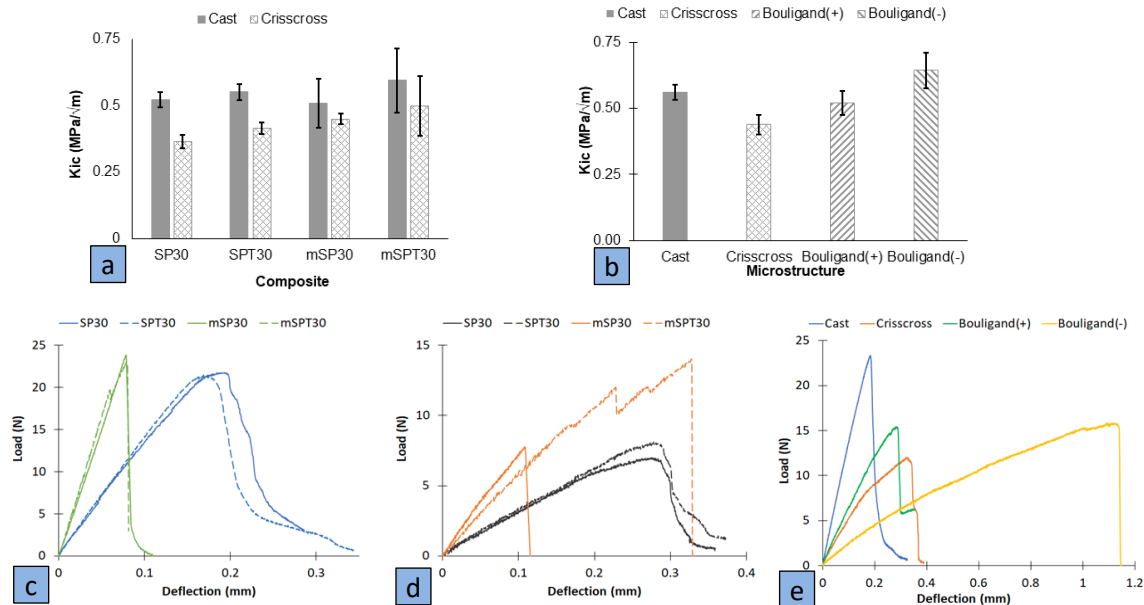 Cast Crisscross
Kic (MPa/√m)
0.75
0.5
0.25
0
SP30 SPT30 mSP30 mSPT30
Composite
a
Cast Crisscross Bouligand(+) Bouligand(-)
Kic (MPa/√m)
0.75
0.50
0.25
0.00
Cast Crisscross Bouligand(+) Bouligand(-)
Microstructure
b
SP30 SPT30 mSP30 mSPT30
Load (N)
25
20
15
10
5
0
0 0.1 0.2 0.3
Deflection (mm)
c
SP30 SPT30 mSP30 mSPT30
Load (N)
15
10
5
0
0 0.1 0.2 0.3 0.4
Deflection (mm)
d
Cast Crisscross Bouligand(+) Bouligand(-)
Load (N)
25
20
15
10
5
0
0 0.2 0.4 0.6 0.8 1 1.2
Deflection (mm)
e